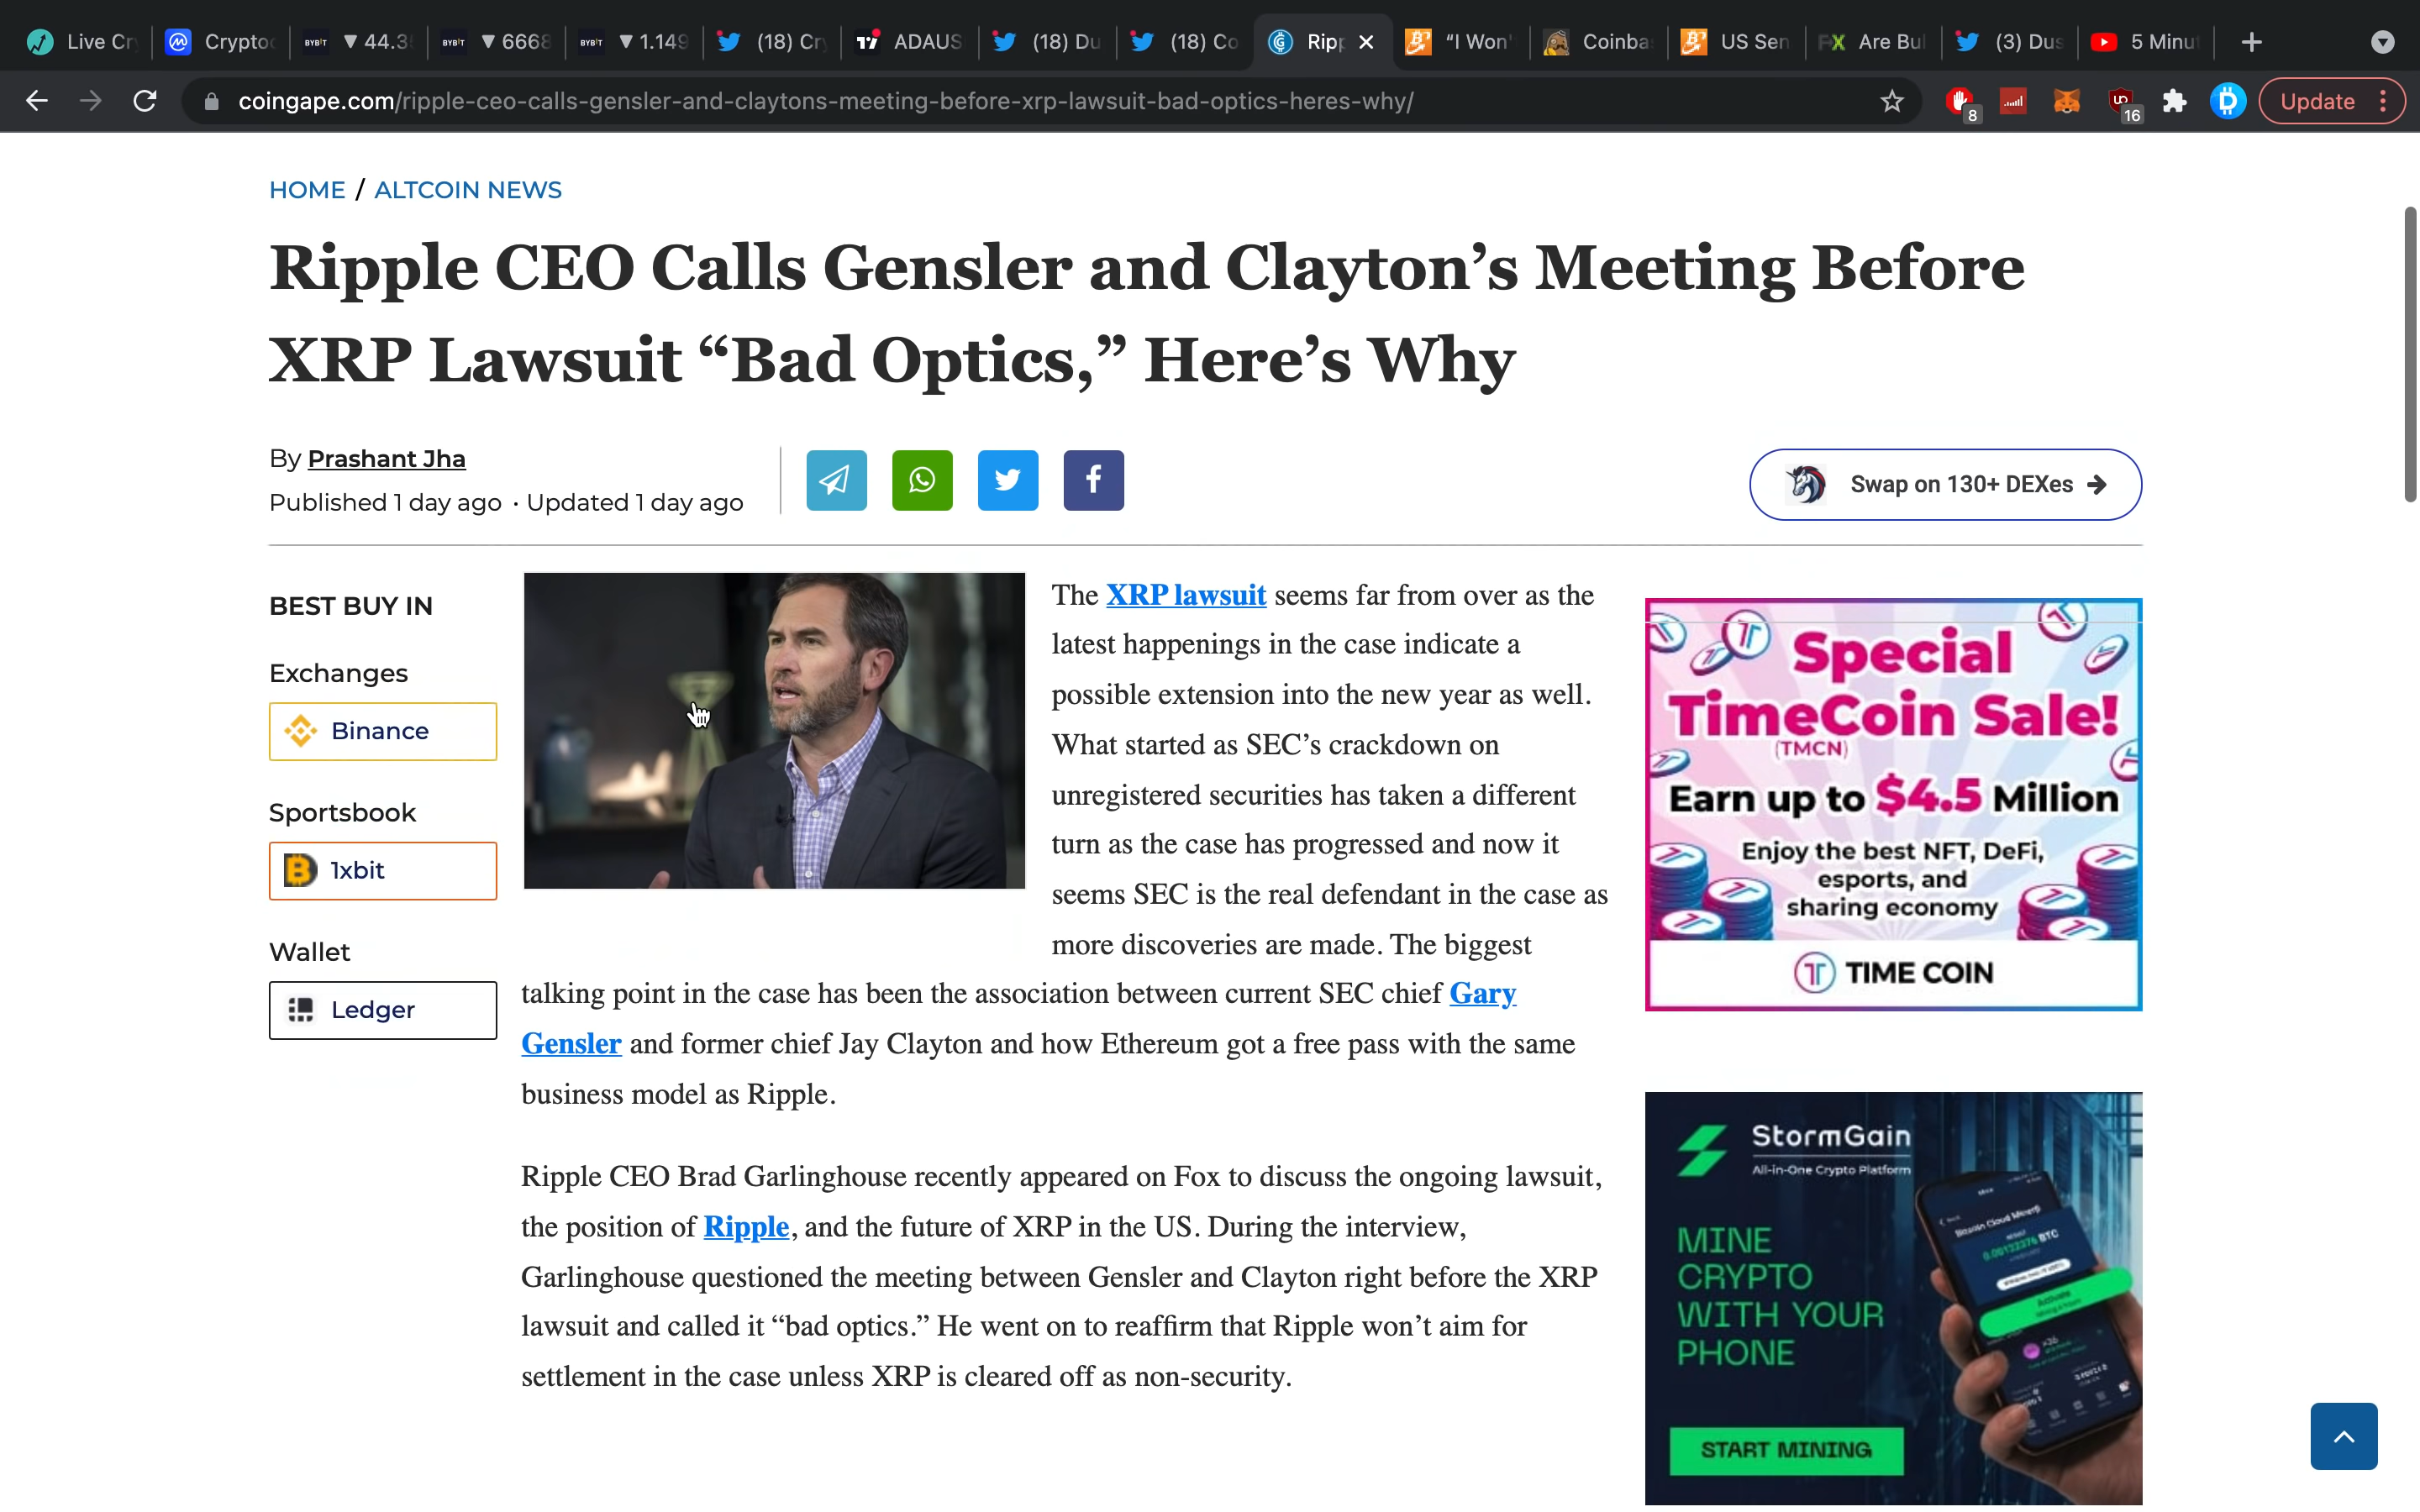 Live Cr
Crypto
BYBIT ▼ 44.3
BYBIT ▼ 6668
BYBIT ▼ 1.149
(18) Cry
ADAUS
(18) Du
(18) Co
Ripp
“I Won’
Coinba
US Sen
FX Are Bul
(3) Dus
5 Minut
coingape.com/ripple-ceo-calls-gensler-and-claytons-meeting-before-xrp-lawsuit-bad-optics-heres-why/
8
16
Update
HOME / ALTCOIN NEWS
Ripple CEO Calls Gensler and Clayton’s Meeting Before
XRP Lawsuit “Bad Optics,” Here’s Why
By Prashant Jha
Published 1 day ago · Updated 1 day ago
Swap on 130+ DEXes →
BEST BUY IN
Exchanges
Binance
Sportsbook
1xbit
Wallet
Ledger
The XRP lawsuit seems far from over as the
latest happenings in the case indicate a
possible extension into the new year as well.
What started as SEC’s crackdown on
unregistered securities has taken a different
turn as the case has progressed and now it
seems SEC is the real defendant in the case as
more discoveries are made. The biggest
talking point in the case has been the association between current SEC chief Gary
Gensler and former chief Jay Clayton and how Ethereum got a free pass with the same
business model as Ripple.
Ripple CEO Brad Garlinghouse recently appeared on Fox to discuss the ongoing lawsuit,
the position of Ripple, and the future of XRP in the US. During the interview,
Garlinghouse questioned the meeting between Gensler and Clayton right before the XRP
lawsuit and called it “bad optics.” He went on to reaffirm that Ripple won’t aim for
settlement in the case unless XRP is cleared off as non-security.
Special
TimeCoin Sale!
(TMCN)
Earn up to $4.5 Million
Enjoy the best NFT, DeFi,
esports, and
sharing economy
TIME COIN
StormGain
All-in-One Crypto Platform
MINE
CRYPTO
WITH YOUR
PHONE
Bitcoin Cloud Mining
START MINING